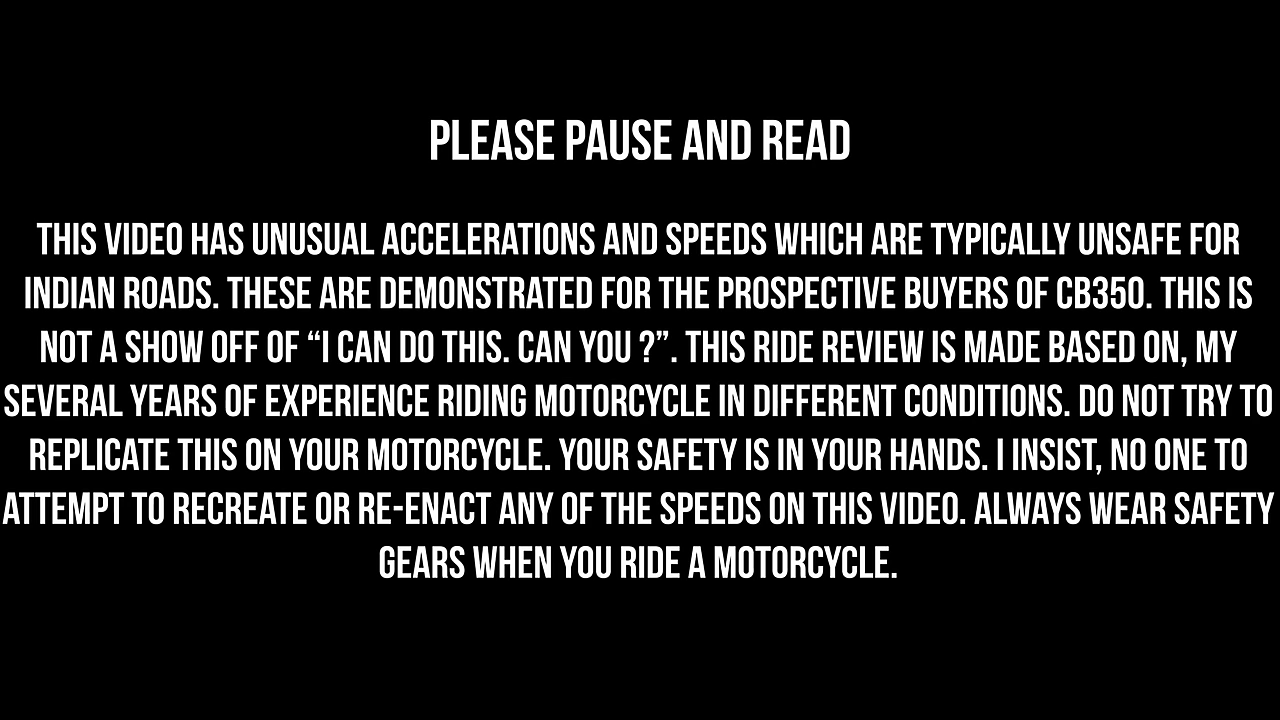 PLEASE PAUSE AND READ
THIS VIDEO HAS UNUSUAL ACCELERATIONS AND SPEEDS WHICH ARE TYPICALLY UNSAFE FOR
INDIAN ROADS. THESE ARE DEMONSTRATED FOR THE PROSPECTIVE BUYERS OF CB350. THIS IS
NOT A SHOW OFF OF “I CAN DO THIS. CAN YOU ?”. THIS RIDE REVIEW IS MADE BASED ON, MY
SEVERAL YEARS OF EXPERIENCE RIDING MOTORCYCLE IN DIFFERENT CONDITIONS. DO NOT TRY TO
REPLICATE THIS ON YOUR MOTORCYCLE. YOUR SAFETY IS IN YOUR HANDS. I INSIST, NO ONE TO
ATTEMPT TO RECREATE OR RE-ENACT ANY OF THE SPEEDS ON THIS VIDEO. ALWAYS WEAR SAFETY
GEARS WHEN YOU RIDE A MOTORCYCLE.